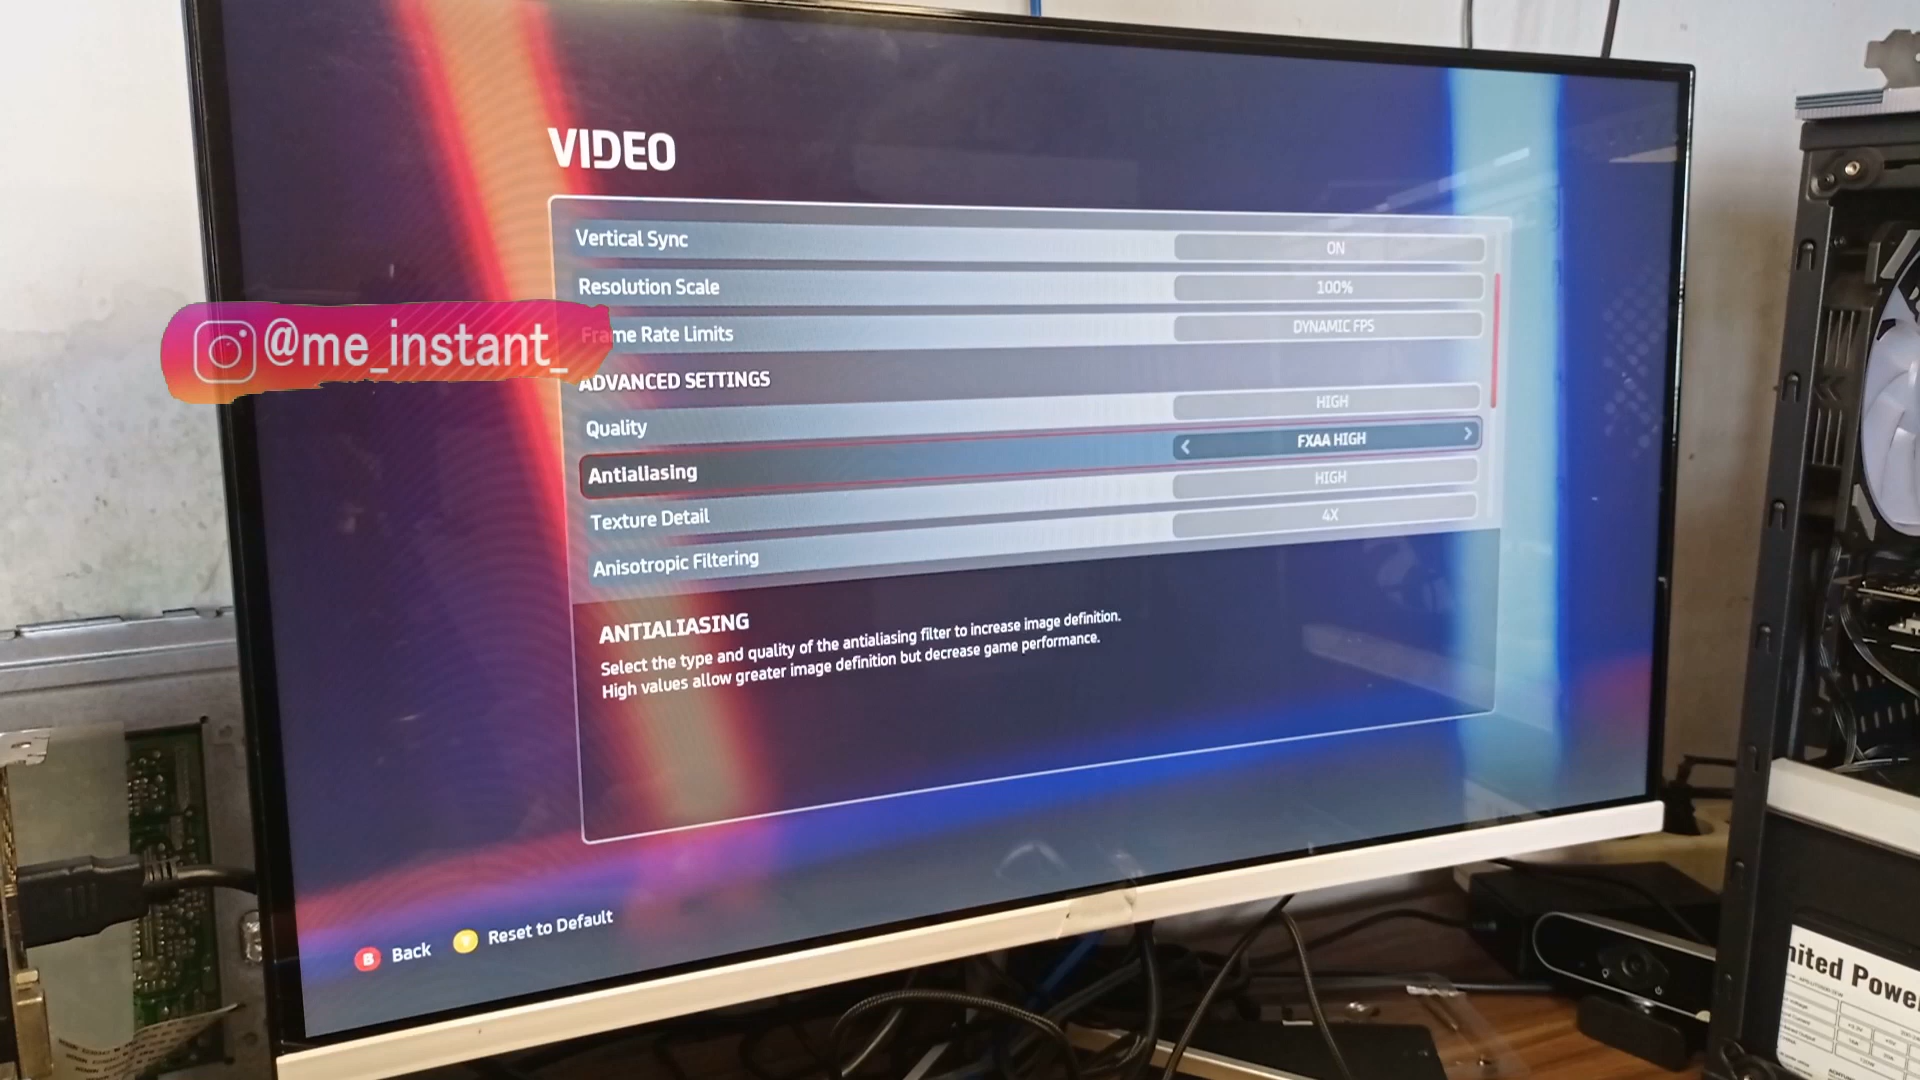 VIDEO
Vertical Sync
ON
Resolution Scale
100%
Frame Rate Limits
DYNAMIC FPS
@me_instant_
ADVANCED SETTINGS
Quality
HIGH
Antialiasing
FXAA HIGH
Texture Detail
HIGH
Anisotropic Filtering
4X
ANTIALIASING
Select the type and quality of the antialiasing filter to increase image definition.
High values allow greater image definition but decrease game performance.
B Back
Y Reset to Default
nited Powe